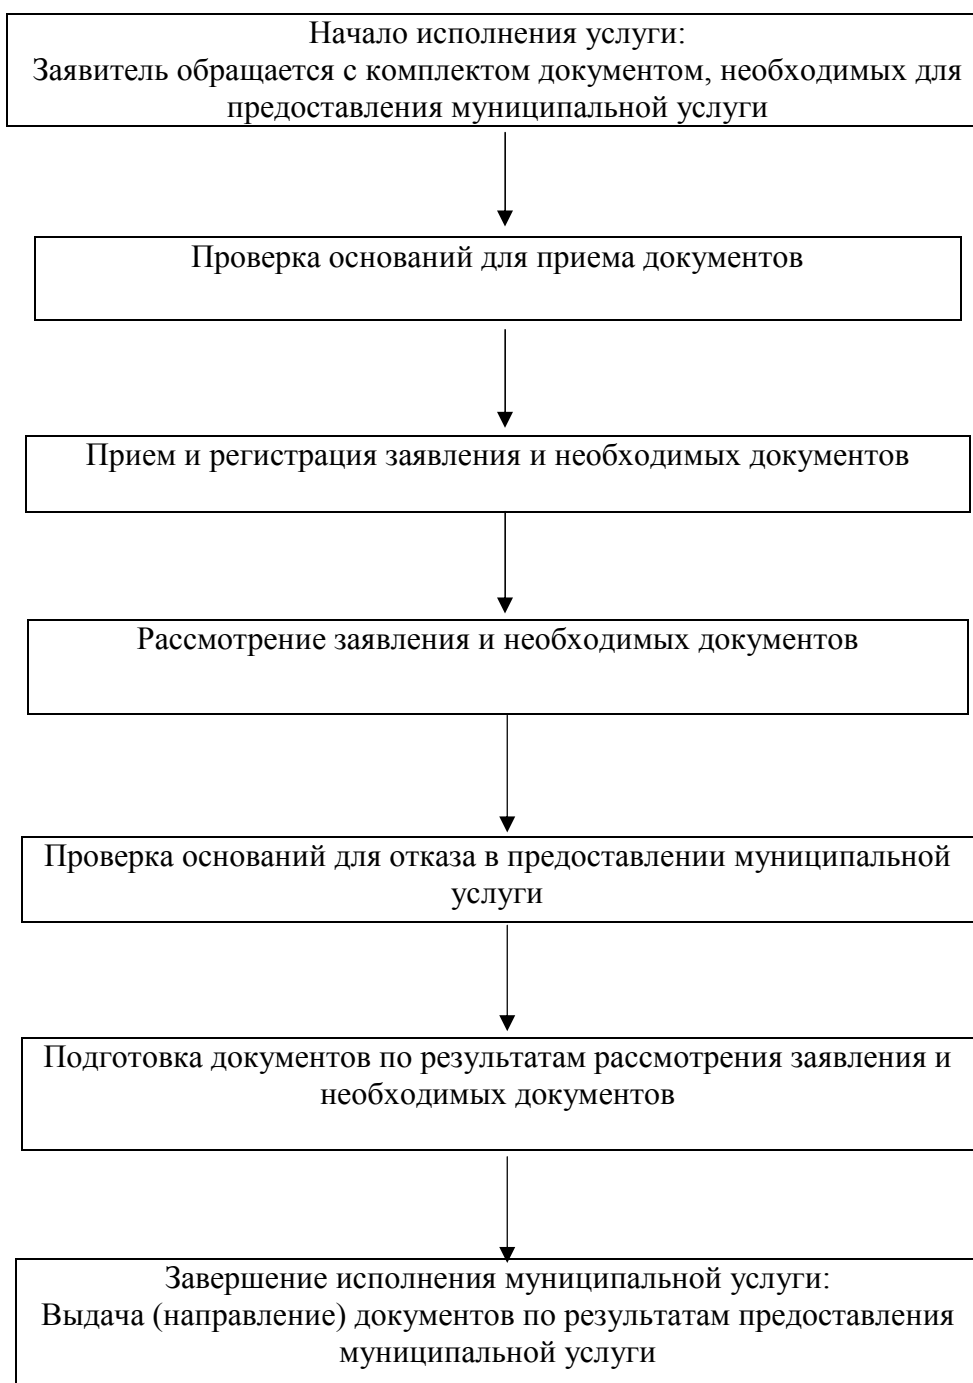 Начало исполнения услуги:
Заявитель обращается с комплектом документом, необходимых для
предоставления муниципальной услуги
Проверка оснований для приема документов
Прием и регистрация заявления и необходимых документов
Рассмотрение заявления и необходимых документов
Проверка оснований для отказа в предоставлении муниципальной
услуги
Подготовка документов по результатам рассмотрения заявления и
необходимых документов
Завершение исполнения муниципальной услуги:
Выдача (направление) документов по результатам предоставления
муниципальной услуги